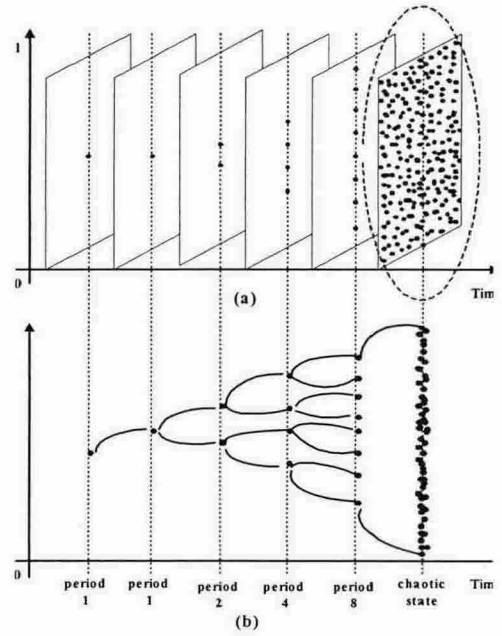 1
0
Tim
(a)
0
Tim
period period period period period chaotic
1 1 2 4 8 state
(b)